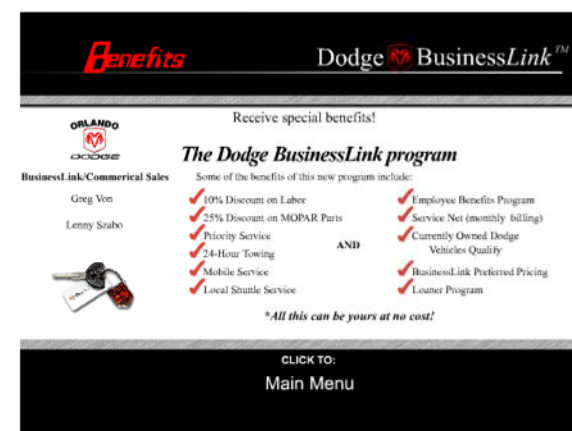 Benefits
Dodge BusinessLink™
Receive special benefits!
ORLANDO
DODGE
The Dodge BusinessLink program
BusinessLink/Commerical Sales
Some of the benefits of this new program include:
Greg Von
Lenny Szabo
10% Discount on Labor
25% Discount on MOPAR Parts
Priority Service
24-Hour Towing
Mobile Service
Local Shuttle Service
AND
Employee Benefits Program
Service Net (monthly billing)
Currently Owned Dodge
Vehicles Qualify
BusinessLink Preferred Pricing
Loaner Program
*All this can be yours at no cost!
CLICK TO:
Main Menu